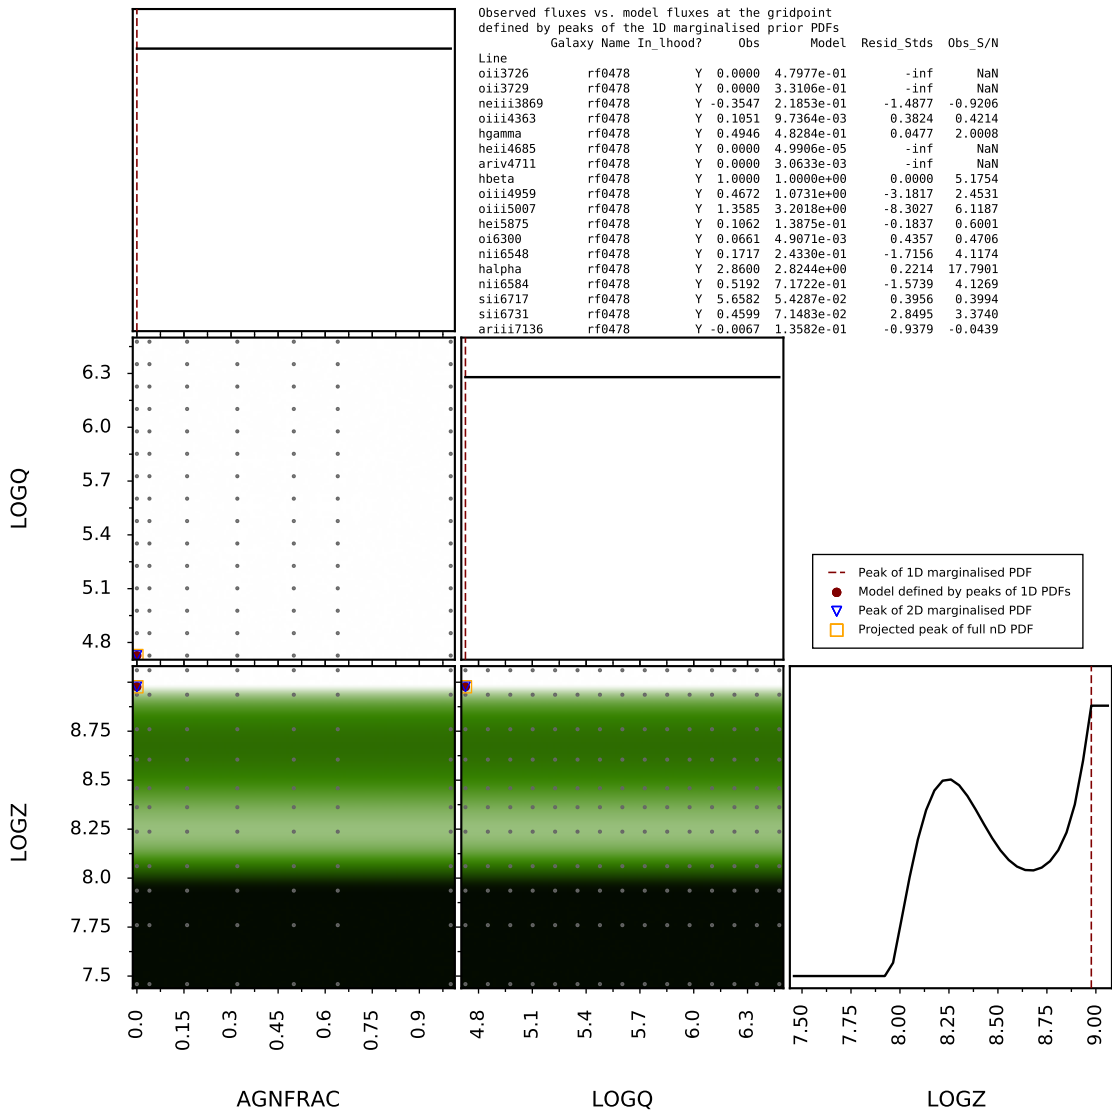 Observed fluxes vs. model fluxes at the gridpoint
defined by peaks of the 1D marginalised prior PDFs
Galaxy Name In_lhood? Obs Model Resid_Stds Obs_S/N
Line
oii3726 rf0478 Y 0.0000 4.7977e-01 -inf NaN
oii3729 rf0478 Y 0.0000 3.3106e-01 -inf NaN
neiii3869 rf0478 Y -0.3547 2.1853e-01 -1.4877 -0.9206
oiii4363 rf0478 Y 0.1051 9.7364e-03 0.3824 0.4214
hgamma rf0478 Y 0.4946 4.8284e-01 0.0477 2.0008
heii4685 rf0478 Y 0.0000 4.9906e-05 -inf NaN
ariv4711 rf0478 Y 0.0000 3.0633e-03 -inf NaN
hbeta rf0478 Y 1.0000 1.0000e+00 0.0000 5.1754
oiii4959 rf0478 Y 0.4672 1.0731e+00 -3.1817 2.4531
oiii5007 rf0478 Y 1.3585 3.2018e+00 -8.3027 6.1187
hei5875 rf0478 Y 0.1062 1.3875e-01 -0.1837 0.6001
oi6300 rf0478 Y 0.0661 4.9071e-03 0.4357 0.4706
nii6548 rf0478 Y 0.1717 2.4330e-01 -1.7156 4.1174
halpha rf0478 Y 2.8600 2.8244e+00 0.2214 17.7901
nii6584 rf0478 Y 0.5192 7.1722e-01 -1.5739 4.1269
sii6717 rf0478 Y 5.6582 5.4287e-02 0.3956 0.3994
sii6731 rf0478 Y 0.4599 7.1483e-02 2.8495 3.3740
ariii7136 rf0478 Y -0.0067 1.3582e-01 -0.9379 -0.0439
6.3
6.0
5.7
5.4
5.1
4.8
LOGQ
Peak of 1D marginalised PDF
Model defined by peaks of 1D PDFs
Peak of 2D marginalised PDF
Projected peak of full nD PDF
8.75
8.5
8.25
8.0
7.75
7.5
LOGZ
0.0 0.15 0.3 0.45 0.6 0.75 0.9
4.8 5.1 5.4 5.7 6.0 6.3
7.50 7.75 8.00 8.25 8.50 8.75 9.00
AGNFRAC LOGQ LOGZ